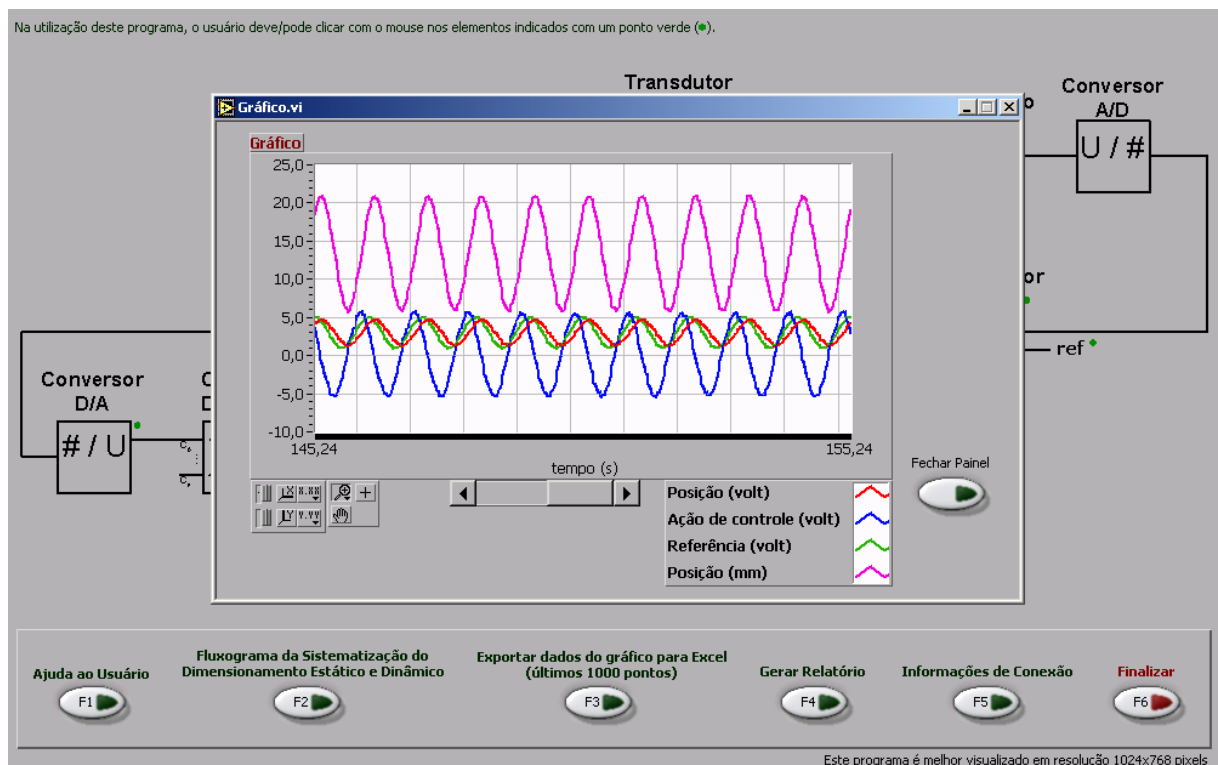 Na utilização deste programa, o usuário deve/pode clicar com o mouse nos elementos indicados com um ponto verde (●).
Transdutor
Conversor
A/D
U / #
Gráfico.vi
Gráfico
25,0
20,0
15,0
10,0
5,0
0,0
-5,0
-10,0
145,24
155,24
tempo (s)
Posição (volt)
Ação de controle (volt)
Referência (volt)
Posição (mm)
Fechar Painel
or
ref
Conversor
D/A
# / U
Ajuda ao Usuário
F1
Fluxograma da Sistematização do
Dimensionamento Estático e Dinâmico
F2
Exportar dados do gráfico para Excel
(últimos 1000 pontos)
F3
Gerar Relatório
F4
Informações de Conexão
F5
Finalizar
F6
Este programa é melhor visualizado em resolução 1024x768 pixels